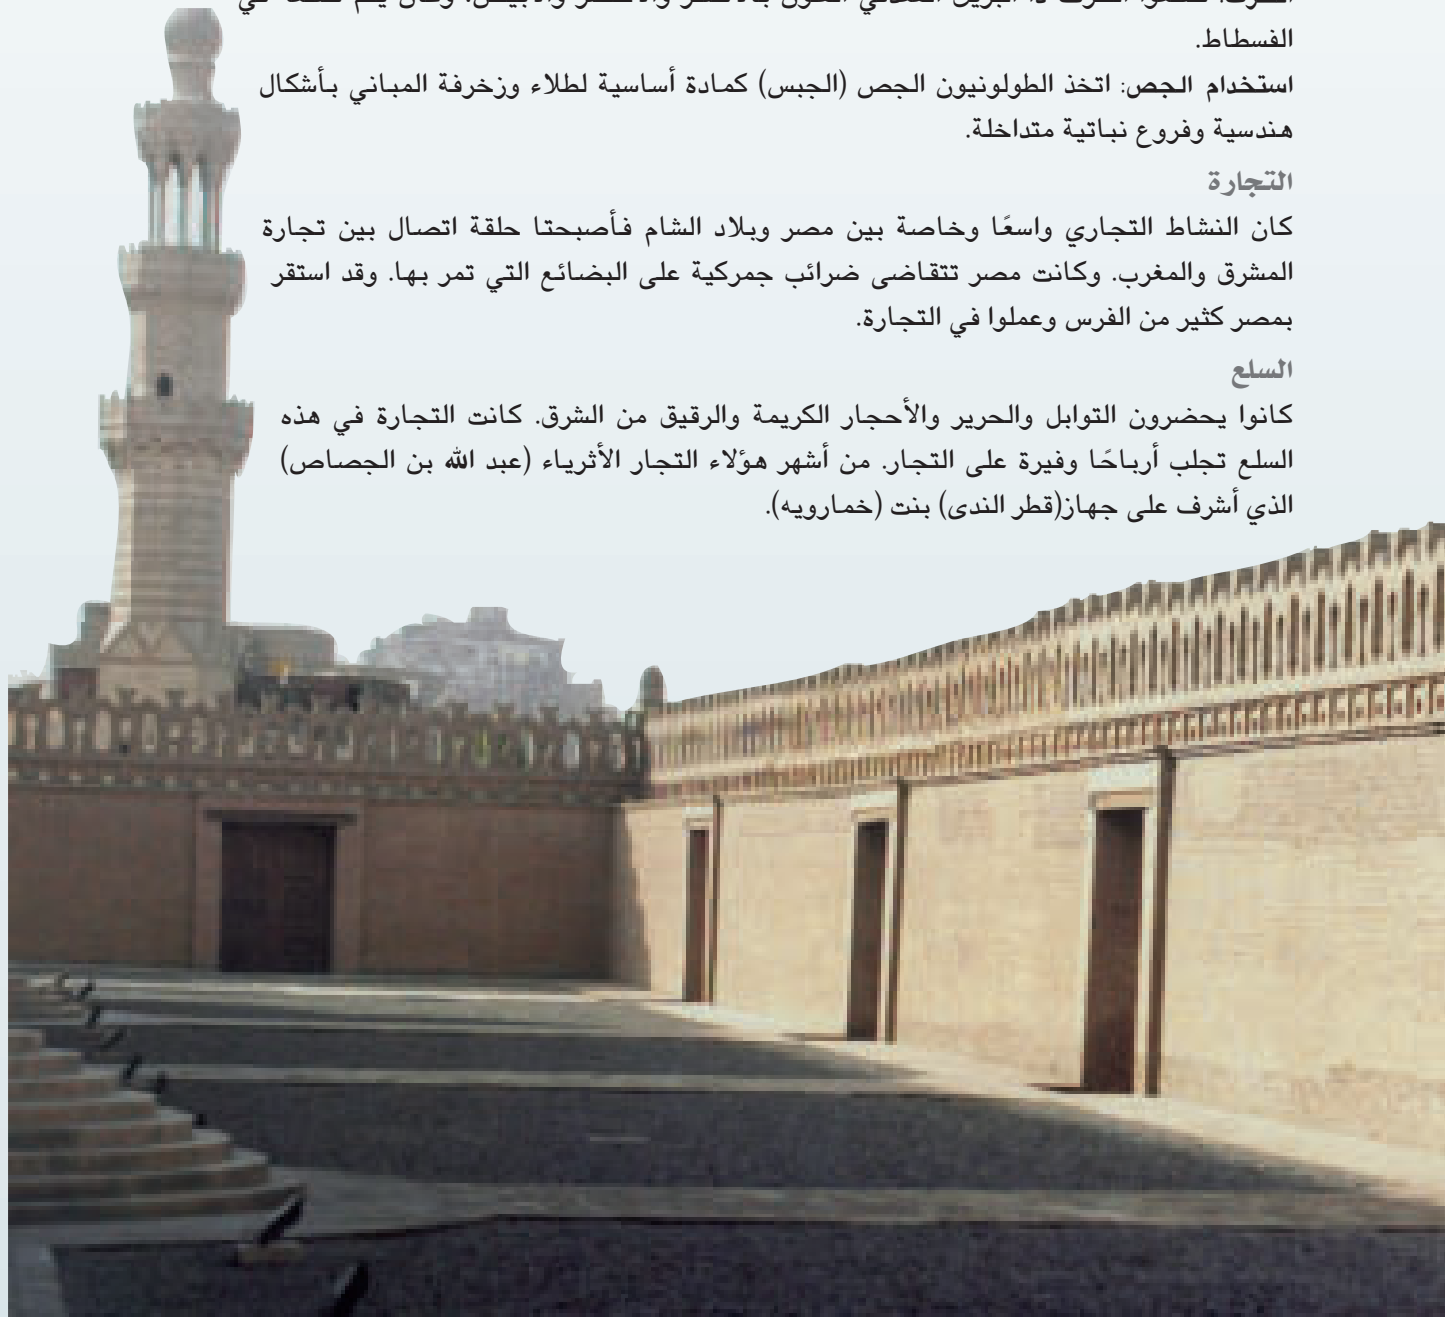 الفسطاط.
استخدام الجص: اتخذ الطولونيون الجص (الجبس) كمادة أساسية لطلاء وزخرفة المباني بأشكال
هندسية وفروع نباتية متداخلة.
التجارة
كان النشاط التجاري واسعًا وخاصة بين مصر وبلاد الشام فأصبحتا حلقة اتصال بين تجارة
المشرق والمغرب. وكانت مصر تتقاضى ضرائب جمركية على البضائع التي تمر بها. وقد استقر
بمصر كثير من الفرس وعملوا في التجارة.
السلع
كانوا يحضرون التوابل والحرير والأحجار الكريمة والرقيق من الشرق. كانت التجارة في هذه
السلع تجلب أرباحًا وفيرة على التجار. من أشهر هؤلاء التجار الأثرياء (عبد الله بن الجصاص)
الذي أشرف على جهاز(قطر الندى) بنت (خمارويه).